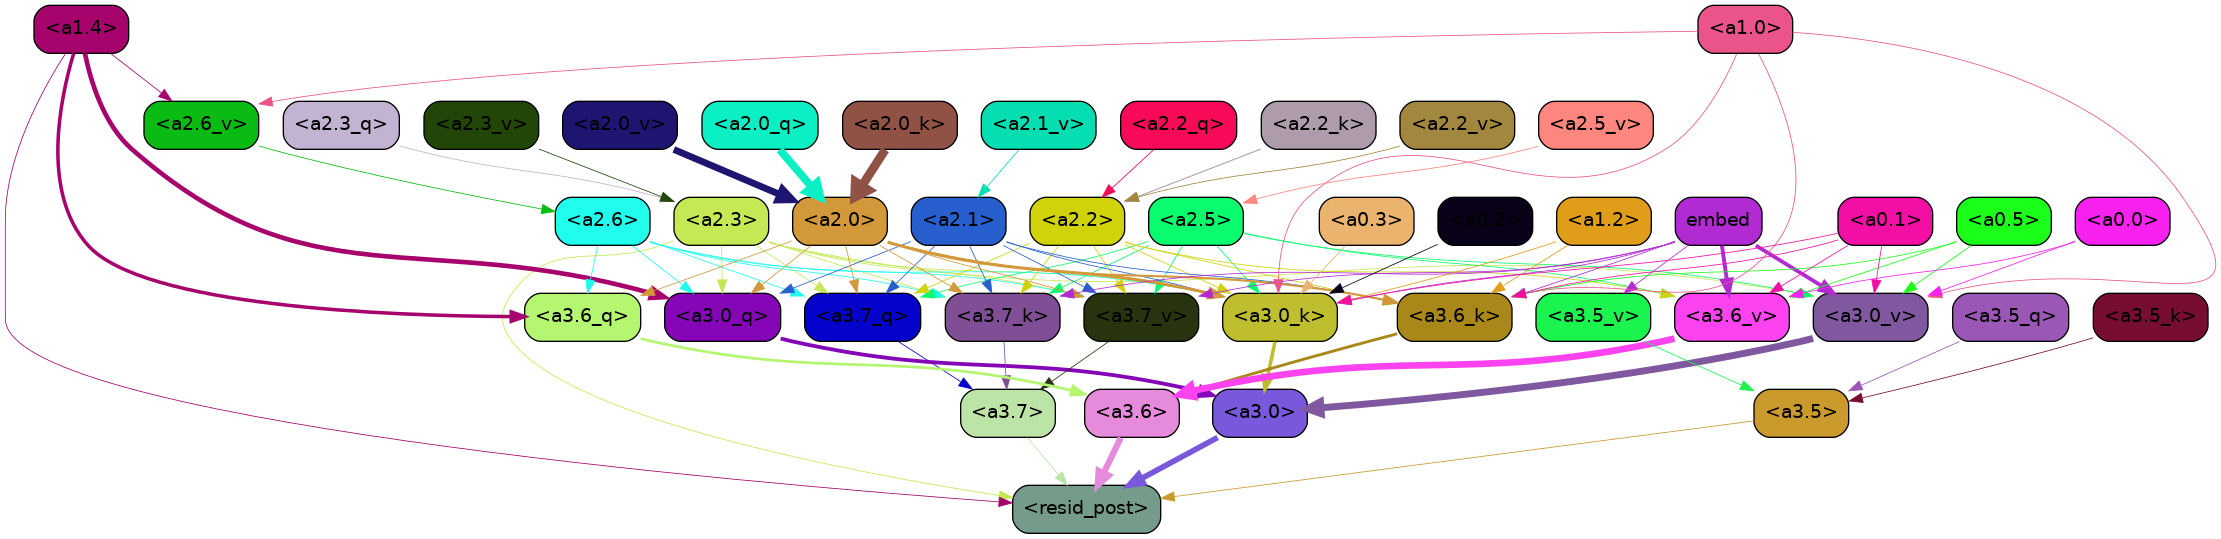 <a1.4> <a1.0>
<a2.6_v> <a2.3_q> <a2.3_v> <a2.0_v> <a2.0_q> <a2.0_k> <a2.1_v> <a2.2_q> <a2.2_k> <a2.2_v> <a2.5_v>
<a2.6> <a2.3> <a2.0> <a2.1> <a2.2> <a2.5> <a0.3> <a0.2> <a1.2> embed <a0.1> <a0.5> <a0.0>
<a3.6_q> <a3.0_q> <a3.7_q> <a3.7_k> <a3.7_v> <a3.0_k> <a3.6_k> <a3.5_v> <a3.6_v> <a3.0_v> <a3.5_q> <a3.5_k>
<a3.7> <a3.6> <a3.0> <a3.5>
<resid_post>